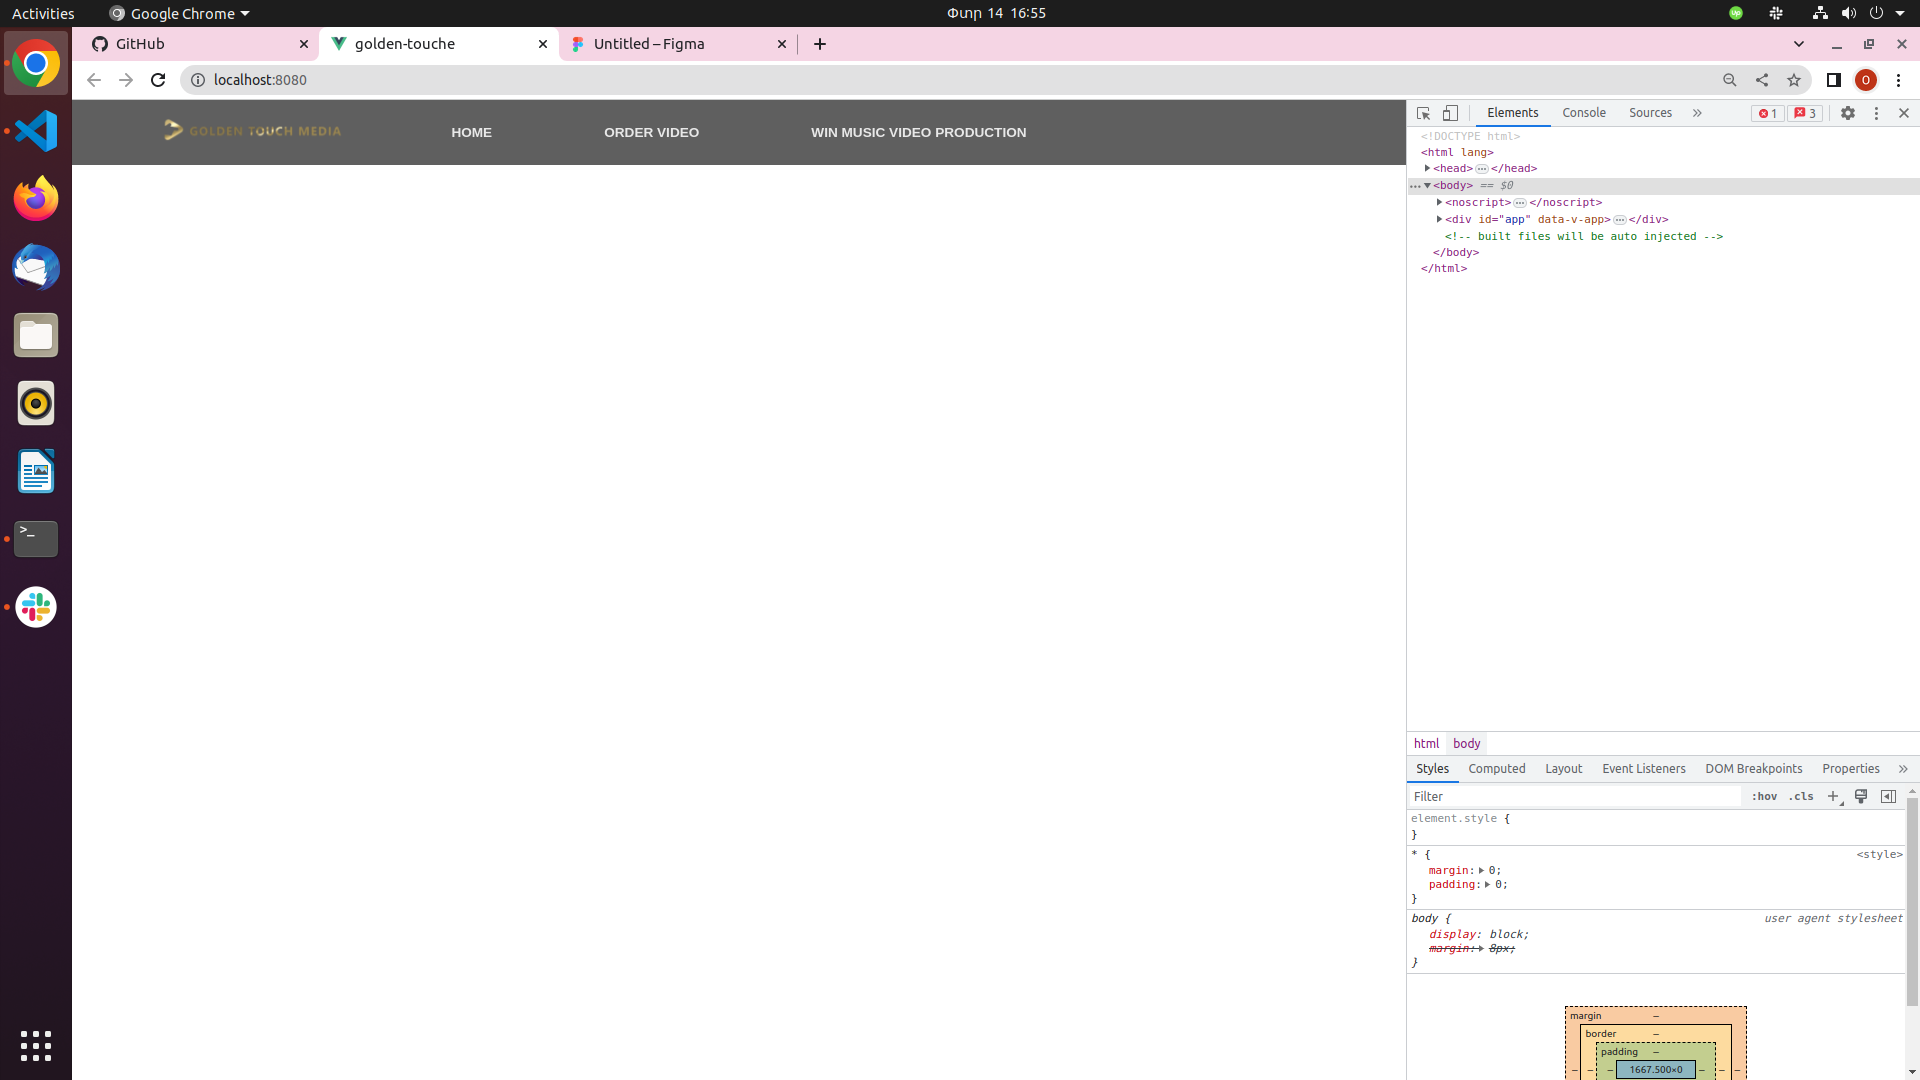 Activities
Google Chrome
Փտր 14 16:55
GitHub
golden-touche
Untitled – Figma
localhost:8080
GOLDEN TOUCH MEDIA
HOME
ORDER VIDEO
WIN MUSIC VIDEO PRODUCTION
Elements
Console
Sources
1
3
<!DOCTYPE html>
<html lang>
<head> </head>
<body> == $0
<noscript> </noscript>
<div id="app" data-v-app> </div>
<!-- built files will be auto injected -->
</body>
</html>
html
body
Styles
Computed
Layout
Event Listeners
DOM Breakpoints
Properties
Filter
:hov
.cls
element.style {
}
* {
<style>
margin: 0;
padding: 0;
}
body {
user agent stylesheet
display: block;
margin: 8px;
}
margin
border
padding
1667.500×0